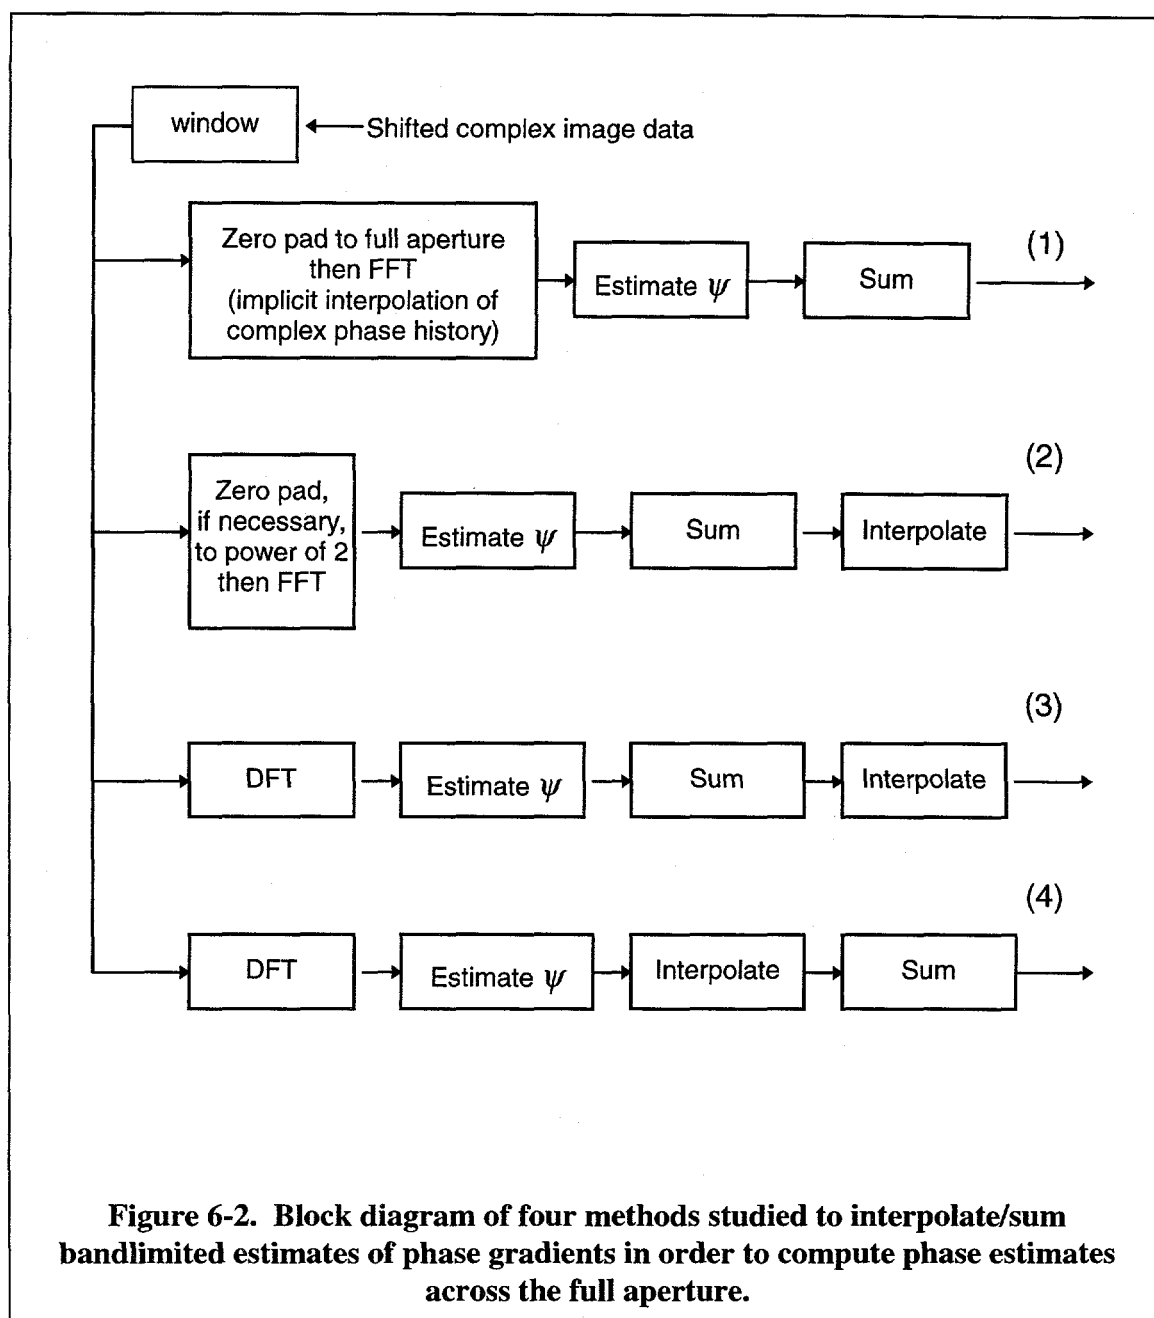 window
Shifted complex image data
Zero pad to full aperture
then FFT
(implicit interpolation of
complex phase history)
Estimate ψ
Sum
(1)
Zero pad,
if necessary,
to power of 2
then FFT
Estimate ψ
Sum
Interpolate
(2)
DFT
Estimate ψ
Sum
Interpolate
(3)
DFT
Estimate ψ
Interpolate
Sum
(4)
Figure 6-2. Block diagram of four methods studied to interpolate/sum
bandlimited estimates of phase gradients in order to compute phase estimates
across the full aperture.